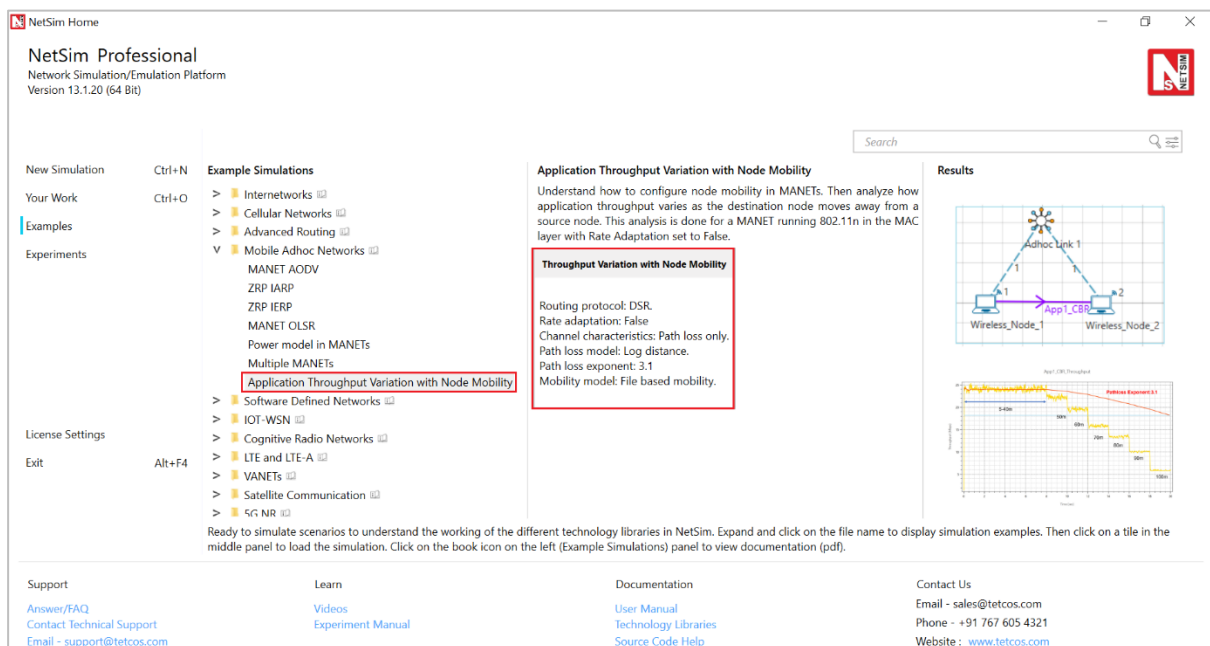 NetSim Home
NetSim Professional
Network Simulation/Emulation Platform
Version 13.1.20 (64 Bit)
NETSIM
Search
New Simulation Ctrl+N
Your Work Ctrl+O
Examples
Experiments
License Settings
Exit Alt+F4
Example Simulations
> Internetworks
> Cellular Networks
> Advanced Routing
v Mobile Adhoc Networks
MANET AODV
ZRP IARP
ZRP IERP
MANET OLSR
Power model in MANETs
Multiple MANETs
Application Throughput Variation with Node Mobility
> Software Defined Networks
> IOT-WSN
> Cognitive Radio Networks
> LTE and LTE-A
> VANETs
> Satellite Communication
> 5G NR
Application Throughput Variation with Node Mobility
Understand how to configure node mobility in MANETs. Then analyze how
application throughput varies as the destination node moves away from a
source node. This analysis is done for a MANET running 802.11n in the MAC
layer with Rate Adaptation set to False.
Throughput Variation with Node Mobility
Routing protocol: DSR.
Rate adaptation: False
Channel characteristics: Path loss only.
Path loss model: Log distance.
Path loss exponent: 3.1
Mobility model: File based mobility.
Results
Adhoc Link 1
1 1
1 2
App1_CBR
Wireless_Node_1 Wireless_Node_2
App1_CBR_Throughput
Pathloss Exponent 3.1
5-40m
50m
60m
70m
80m
90m
100m
Ready to simulate scenarios to understand the working of the different technology libraries in NetSim. Expand and click on the file name to display simulation examples. Then click on a tile in the
middle panel to load the simulation. Click on the book icon on the left (Example Simulations) panel to view documentation (pdf).
Support
Answer/FAQ
Contact Technical Support
Email - support@tetcos.com
Learn
Videos
Experiment Manual
Documentation
User Manual
Technology Libraries
Source Code Help
Contact Us
Email - sales@tetcos.com
Phone - +91 767 605 4321
Website : www.tetcos.com